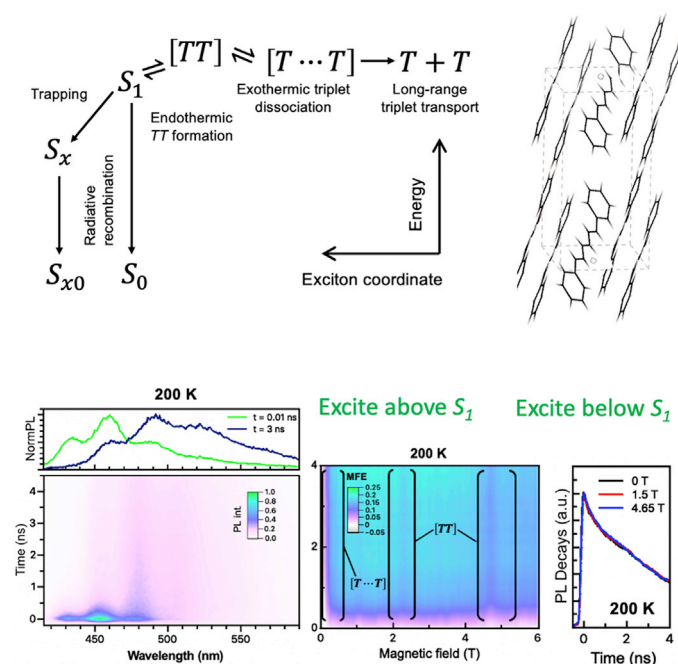 S1 ⇌ [TT] ⇌ [T ⋯ T] → T + T
Trapping
Exothermic triplet
dissociation
Long-range
triplet transport
Endothermic
TT formation
Sx
Radiative
recombination
Energy
Sx0
S0
Exciton coordinate
200 K
NormPL
t = 0.01 ns
t = 3 ns
Time (ns)
4
3
2
1
0
PL int.
1.0
0.8
0.6
0.4
0.2
0.0
450
500
550
Wavelength (nm)
Excite above S1
200 K
4
2
0
MFE
0.25
0.20
0.15
0.10
0.05
0
-0.05
[TT]
[T⋯T]
0
2
4
6
Magnetic field (T)
Excite below S1
PL Decays (a.u.)
0 T
1.5 T
4.65 T
200 K
0
2
4
Time (ns)